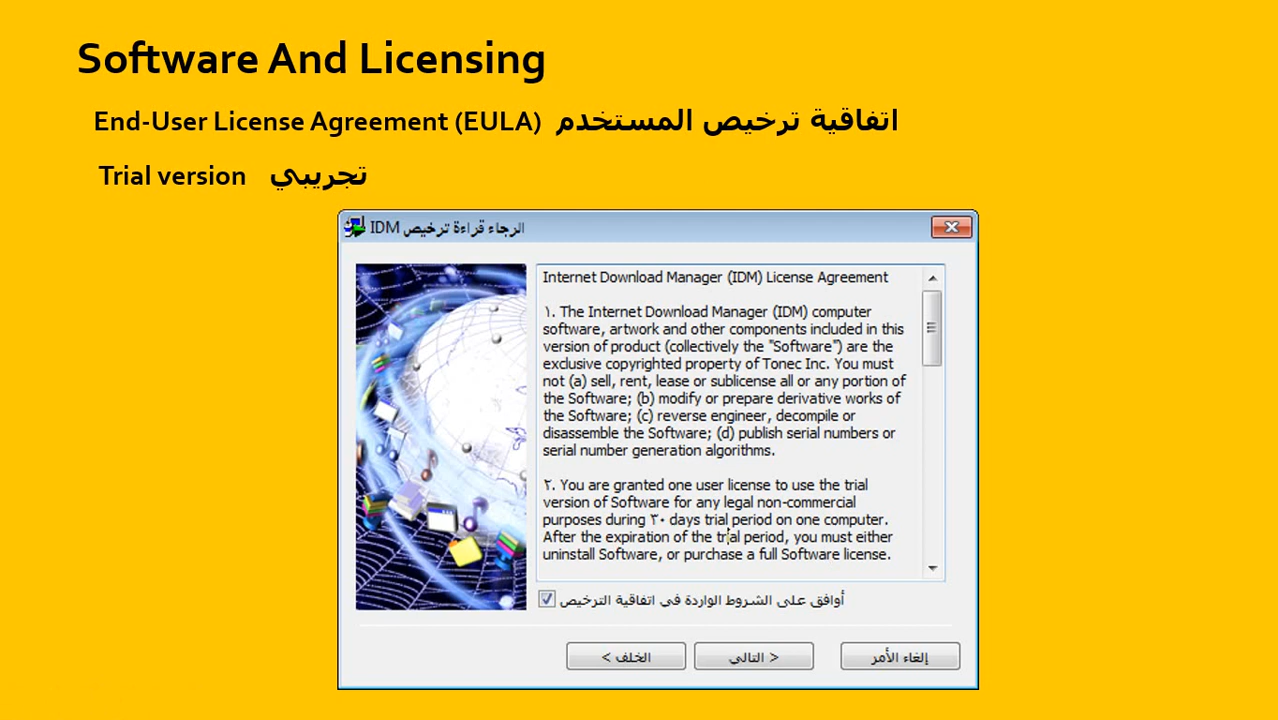 Software And Licensing
End-User License Agreement (EULA) اتفاقية ترخيص المستخدم
Trial version تجريبي
الرجاء قراءة ترخيص IDM
Internet Download Manager (IDM) License Agreement
١. The Internet Download Manager (IDM) computer
software, artwork and other components included in this
version of product (collectively the "Software") are the
exclusive copyrighted property of Tonec Inc. You must
not (a) sell, rent, lease or sublicense all or any portion of
the Software; (b) modify or prepare derivative works of
the Software; (c) reverse engineer, decompile or
disassemble the Software; (d) publish serial numbers or
serial number generation algorithms.
٢. You are granted one user license to use the trial
version of Software for any legal non-commercial
purposes during ٣٠ days trial period on one computer.
After the expiration of the trial period, you must either
uninstall Software, or purchase a full Software license.
أوافق على الشروط الواردة في اتفاقية الترخيص
< الخلف
التالي >
إلغاء الأمر